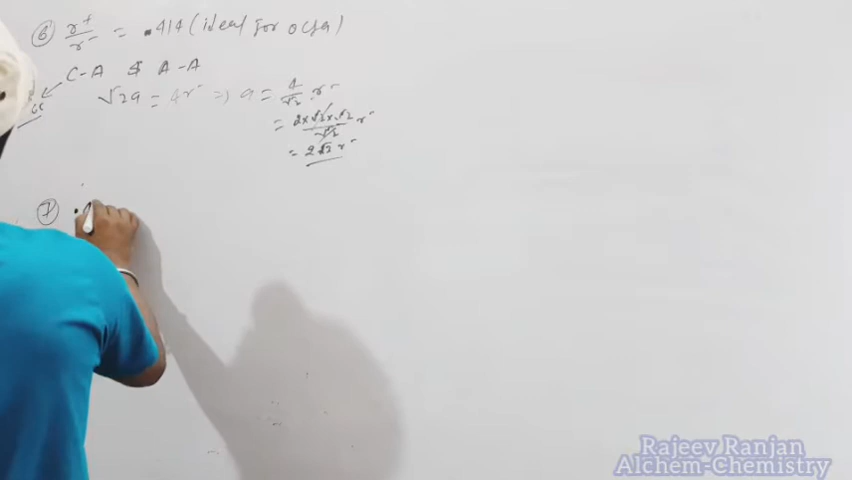 ⑥ r⁺/r⁻ = .414 (ideal for octa)
C-A $ A-A
√2a = 4r⁻ ⇒ a = 4/√2 r⁻
= 2×√2×√2/√2 r⁻
= 2√2 r⁻
⑦ .4
Rajeev Ranjan
Alchem-Chemistry